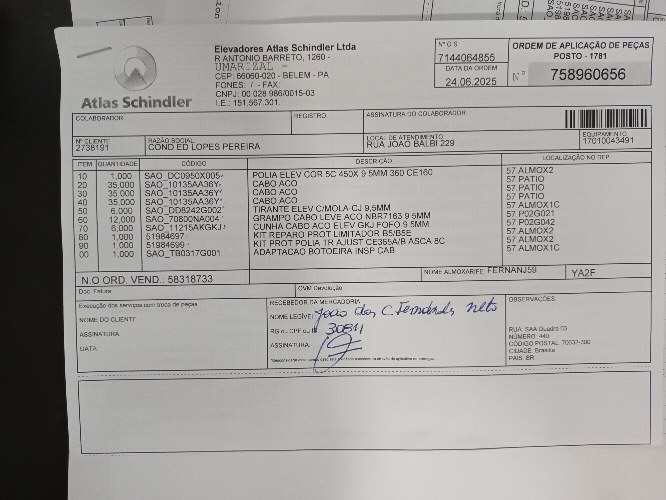 Elevadores Atlas Schindler Ltda
R ANTONIO BARRETO, 1260 -
UMARIZAL -
CEP: 66060-020 - BELEM - PA
FONES: / - FAX:
CNPJ: 00 028 986/0015-03
I.E.: 151.567.301.
Atlas Schindler
N° O.S
7144064855
DATA DA ORDEM
24.06.2025
ORDEM DE APLICAÇÃO DE PEÇAS
POSTO - 1781
N° 758960656
COLABORADOR
REGISTRO
ASSINATURA DO COLABORADOR
N° CLIENTE
2738191
RAZÃO SOCIAL
COND ED LOPES PEREIRA
LOCAL DE ATENDIMENTO
RUA JOAO BALBI 229
EQUIPAMENTO
17010043491
ITEM QUANTIDADE CÓDIGO DESCRIÇÃO LOCALIZAÇÃO NO DEP
10 1,000 SAO_DC0950X005 POLIA ELEV COR 5C 450X 9 5MM 360 CE160 57 ALMOX2
20 35,000 SAO_10135AA36Y CABO ACO 57 PATIO
30 35,000 SAO_10135AA36Y CABO ACO 57 PATIO
40 35,000 SAO_10135AA36Y CABO ACO 57 PATIO
50 6,000 SAO_DD8242G002 TIRANTE ELEV C/MOLA CJ 9,5MM 57 ALMOX1C
60 12,000 SAO_70800NA004 GRAMPO CABO LEVE ACO NBR7163 9 5MM 57 P02G021
70 6,000 SAO_11215AKGKJ CUNHA CABO ACO ELEV GKJ FOFO 9 5MM 57 P02G042
80 1,000 51984697 KIT REPARO PROT LIMITADOR B5/B5E 57 ALMOX2
90 1,000 51984699 KIT PROT POLIA TR AJUST CE365A/B ASCA 8C 57 ALMOX2
00 1,000 SAO_TB0317G001 ADAPTACAO BOTOEIRA INSP CAB 57 ALMOX1C
N.O ORD. VEND.: 58318733
NOME ALMOXARIFE: FERNANJ59
YA2F
Doc. Fatura
OVM Devolução
Execução dos serviços com troca de peças
NOME DO CLIENTE:
ASSINATURA:
DATA:
RECEBEDOR DA MERCADORIA
NOME LEGÍVEL: João das C. Fernandes Neto
RG n.
ASSINATURA:
OBSERVAÇÕES:
RUA: SAA Quadra 03
NÚMERO: 440
CÓDIGO POSTAL: 70632-300
CIDADE: Brasília
PAÍS: BR